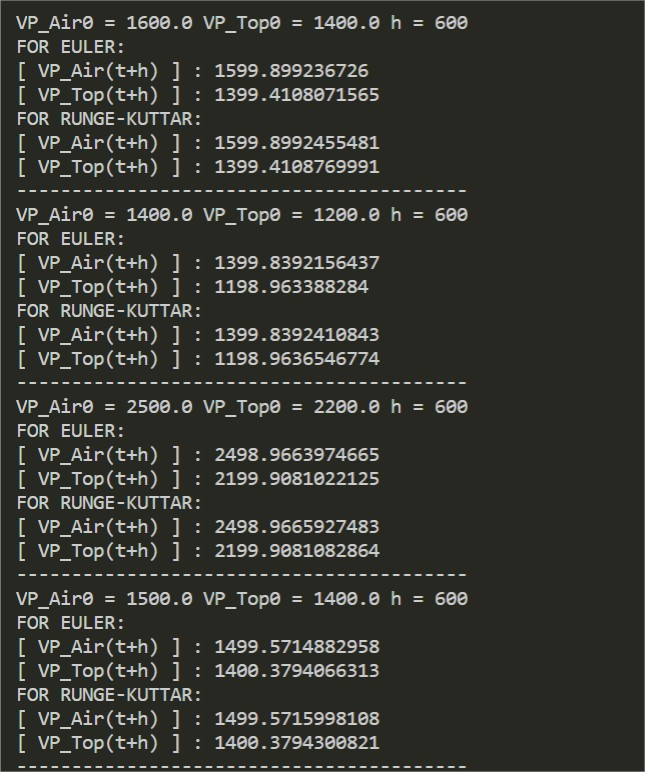 VP_Air0 = 1600.0 VP_Top0 = 1400.0 h = 600
FOR EULER:
[ VP_Air(t+h) ] : 1599.899236726
[ VP_Top(t+h) ] : 1399.4108071565
FOR RUNGE-KUTTAR:
[ VP_Air(t+h) ] : 1599.8992455481
[ VP_Top(t+h) ] : 1399.4108769991
-----------------------------------------
VP_Air0 = 1400.0 VP_Top0 = 1200.0 h = 600
FOR EULER:
[ VP_Air(t+h) ] : 1399.8392156437
[ VP_Top(t+h) ] : 1198.963388284
FOR RUNGE-KUTTAR:
[ VP_Air(t+h) ] : 1399.8392410843
[ VP_Top(t+h) ] : 1198.9636546774
-----------------------------------------
VP_Air0 = 2500.0 VP_Top0 = 2200.0 h = 600
FOR EULER:
[ VP_Air(t+h) ] : 2498.9663974665
[ VP_Top(t+h) ] : 2199.9081022125
FOR RUNGE-KUTTAR:
[ VP_Air(t+h) ] : 2498.9665927483
[ VP_Top(t+h) ] : 2199.9081082864
-----------------------------------------
VP_Air0 = 1500.0 VP_Top0 = 1400.0 h = 600
FOR EULER:
[ VP_Air(t+h) ] : 1499.5714882958
[ VP_Top(t+h) ] : 1400.3794066313
FOR RUNGE-KUTTAR:
[ VP_Air(t+h) ] : 1499.5715998108
[ VP_Top(t+h) ] : 1400.3794300821
-----------------------------------------